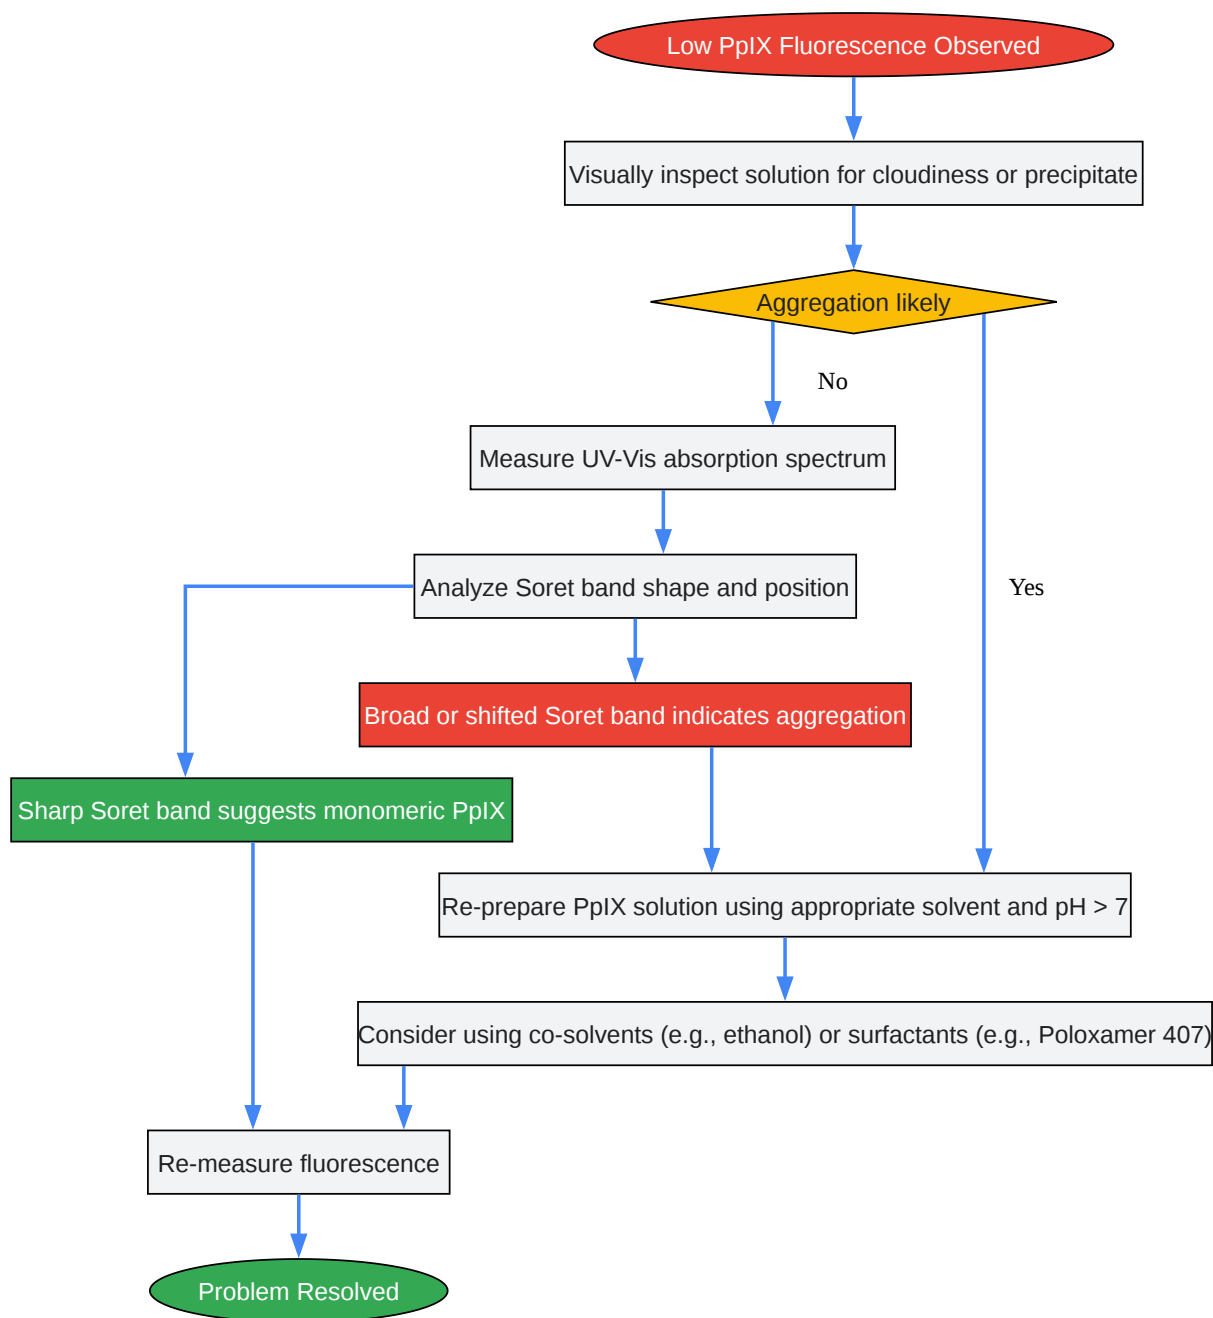 Low PpIX Fluorescence Observed
Visually inspect solution for cloudiness or precipitate
Aggregation likely
No
Measure UV-Vis absorption spectrum
Analyze Soret band shape and position
Yes
Broad or shifted Soret band indicates aggregation
Sharp Soret band suggests monomeric PpIX
Re-prepare PpIX solution using appropriate solvent and pH > 7
Consider using co-solvents (e.g., ethanol) or surfactants (e.g., Poloxamer 407)
Re-measure fluorescence
Problem Resolved